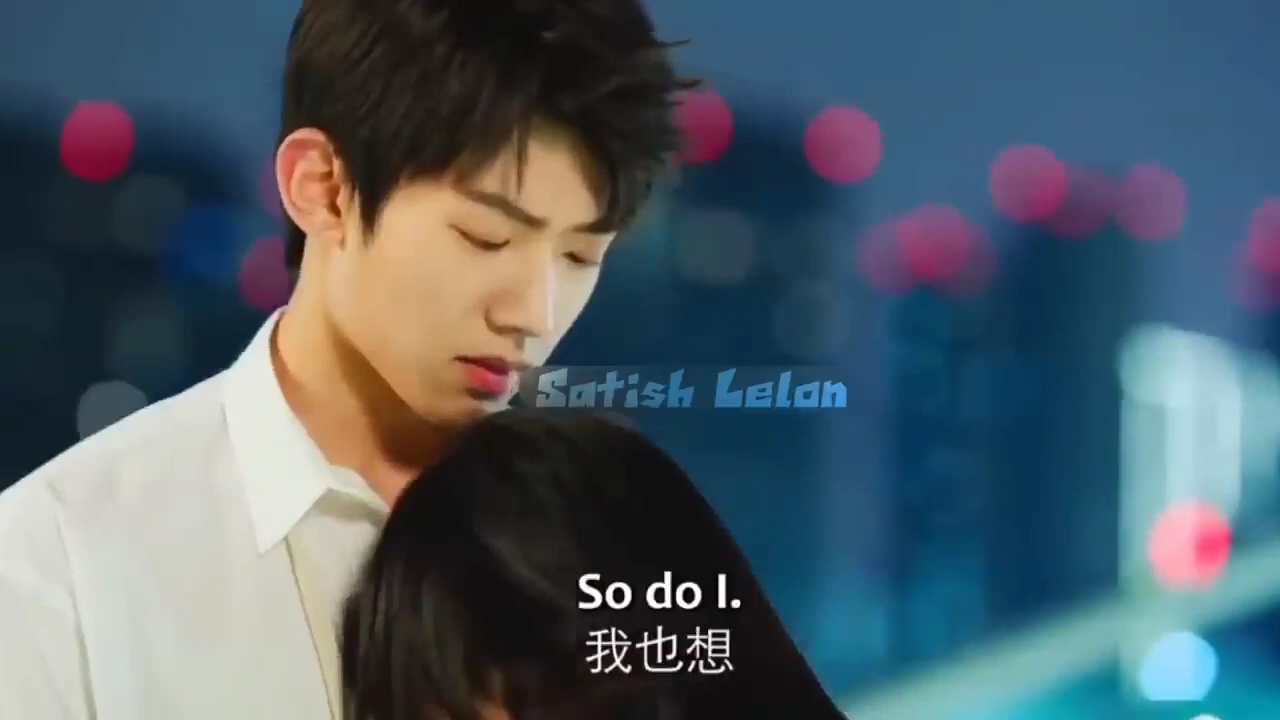 Satish Lelon
So do I.
我也想